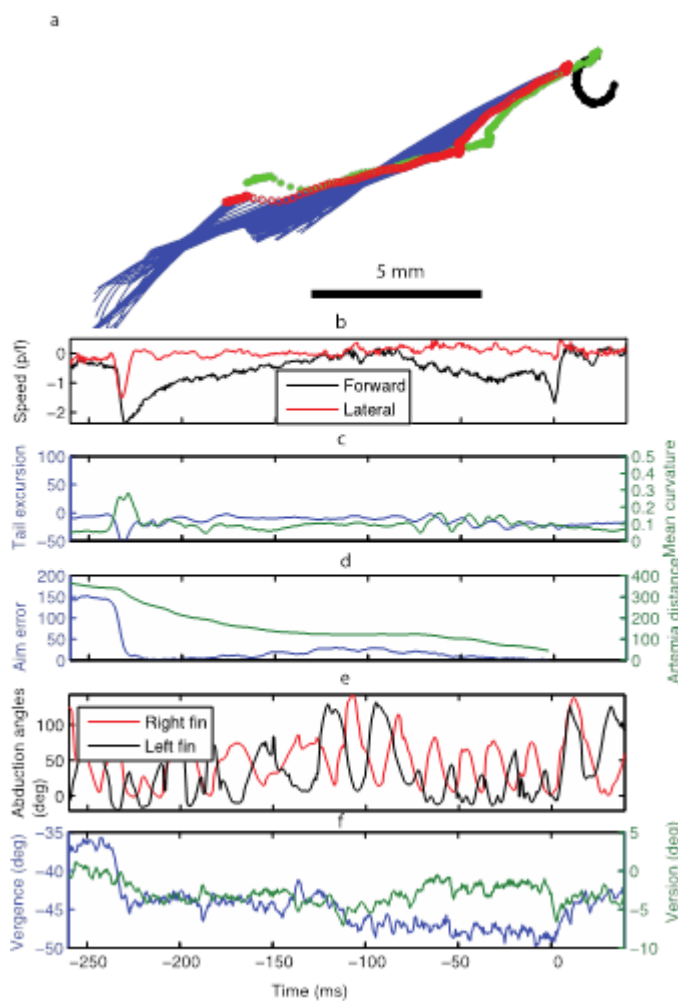 a
5 mm
b
0
-1
-2
Speed (p/f)
Forward
Lateral
c
100
50
0
-50
Tail excursion
0.5
0.4
0.3
0.2
0.1
0
Mean curvature
d
200
150
100
50
0
Aim error
400
300
200
100
0
Artemia distance
e
100
50
0
Abduction angles
(deg)
Right fin
Left fin
f
-35
-40
-45
-50
Vergence (deg)
5
0
-5
-10
Version (deg)
-250 -200 -150 -100 -50 0
Time (ms)